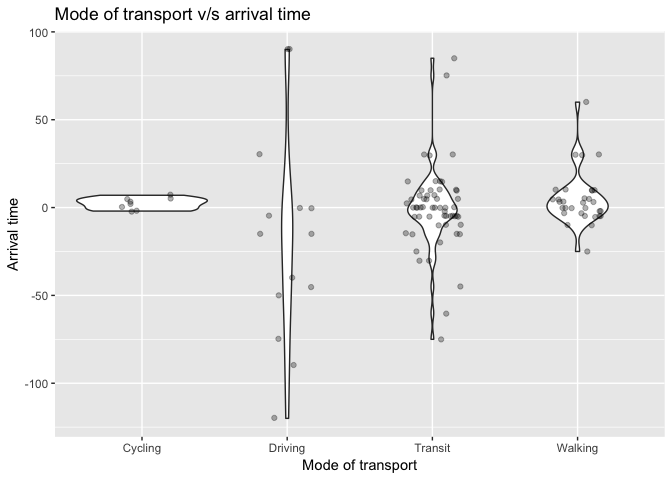 Mode of transport v/s arrival time
100
50
0
-50
-100
Arrival time
Cycling Driving Transit Walking
Mode of transport